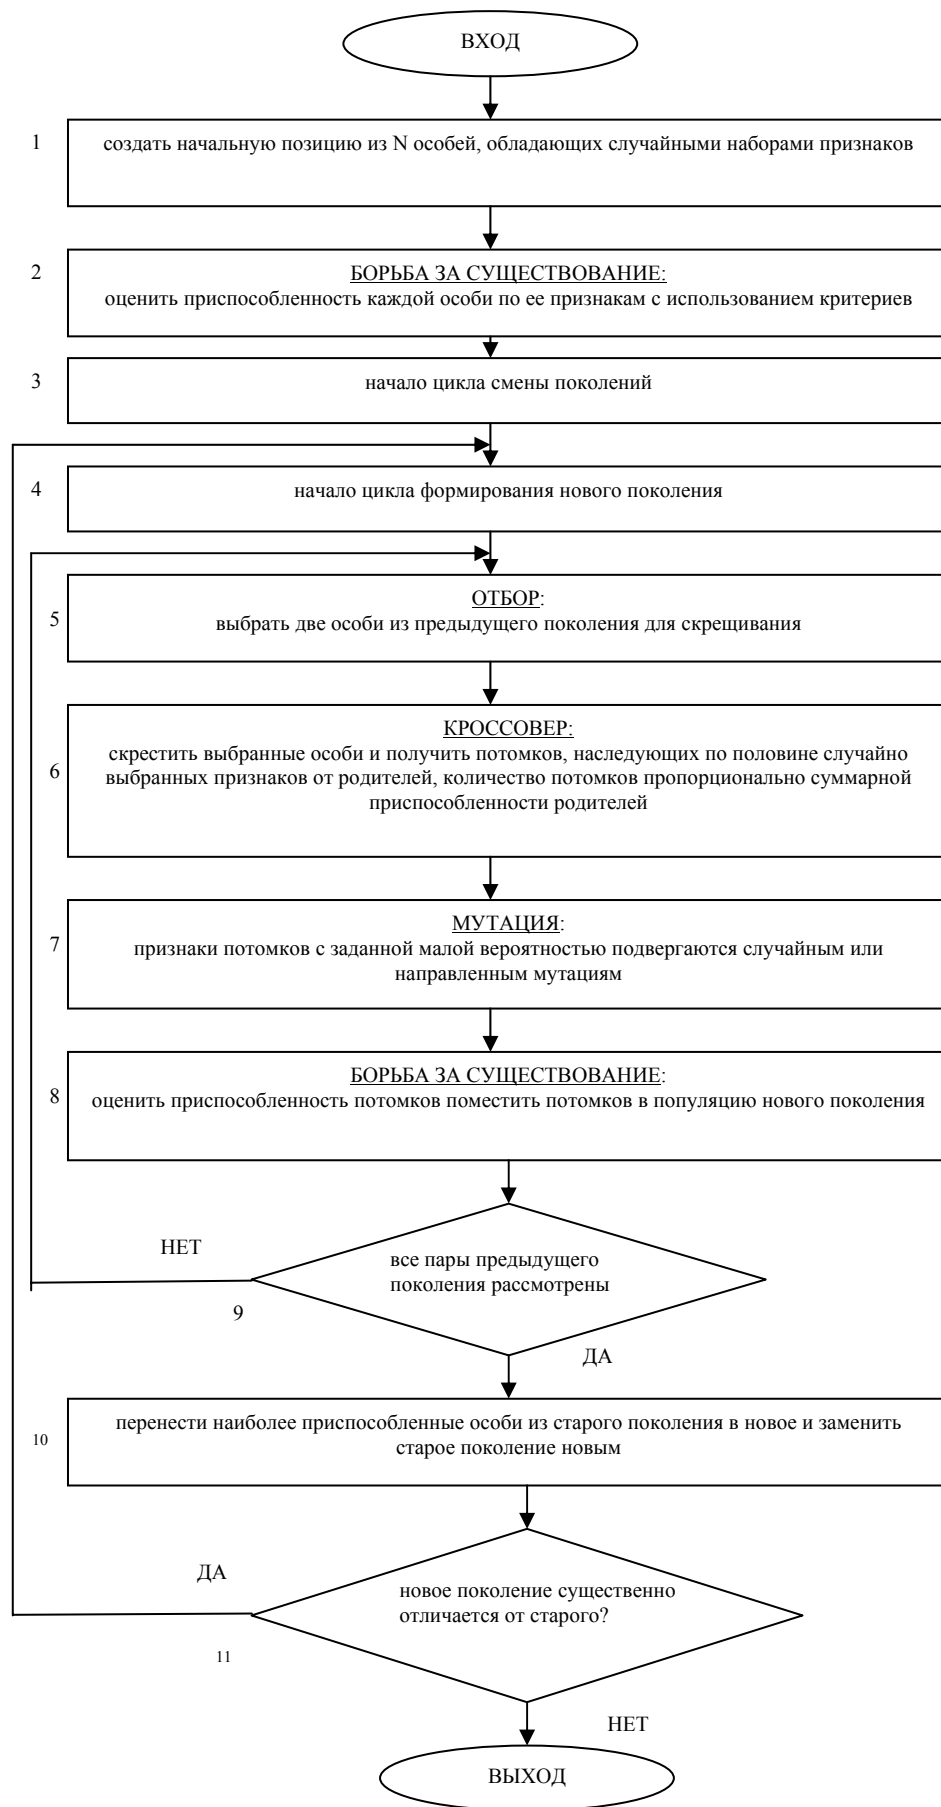 ВХОД
1
создать начальную позицию из N особей, обладающих случайными наборами признаков
2
БОРЬБА ЗА СУЩЕСТВОВАНИЕ:
оценить приспособленность каждой особи по ее признакам с использованием критериев
3
начало цикла смены поколений
4
начало цикла формирования нового поколения
5
ОТБОР:
выбрать две особи из предыдущего поколения для скрещивания
6
КРОССОВЕР:
скрестить выбранные особи и получить потомков, наследующих по половине случайно
выбранных признаков от родителей, количество потомков пропорционально суммарной
приспособленности родителей
7
МУТАЦИЯ:
признаки потомков с заданной малой вероятностью подвергаются случайным или
направленным мутациям
8
БОРЬБА ЗА СУЩЕСТВОВАНИЕ:
оценить приспособленность потомков поместить потомков в популяцию нового поколения
НЕТ
все пары предыдущего
поколения рассмотрены
9
ДА
10
перенести наиболее приспособленные особи из старого поколения в новое и заменить
старое поколение новым
ДА
новое поколение существенно
отличается от старого?
11
НЕТ
ВЫХОД